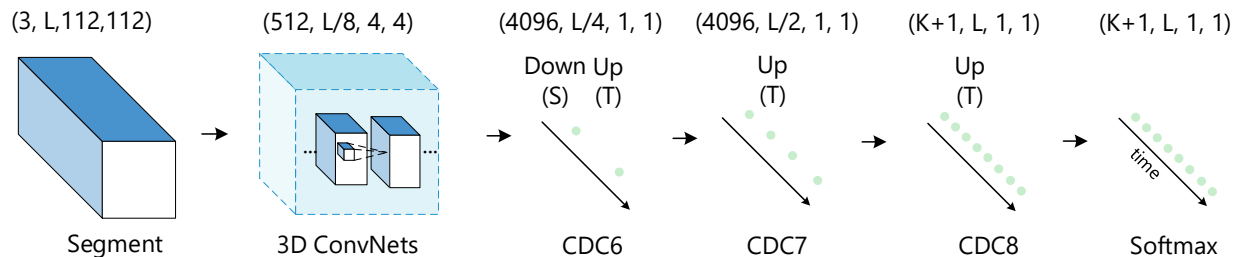 (3, L,112,112) (512, L/8, 4, 4) (4096, L/4, 1, 1) (4096, L/2, 1, 1) (K+1, L, 1, 1) (K+1, L, 1, 1)
Down Up Up Up
(S) (T) (T) (T)
... ...
time
Segment 3D ConvNets CDC6 CDC7 CDC8 Softmax